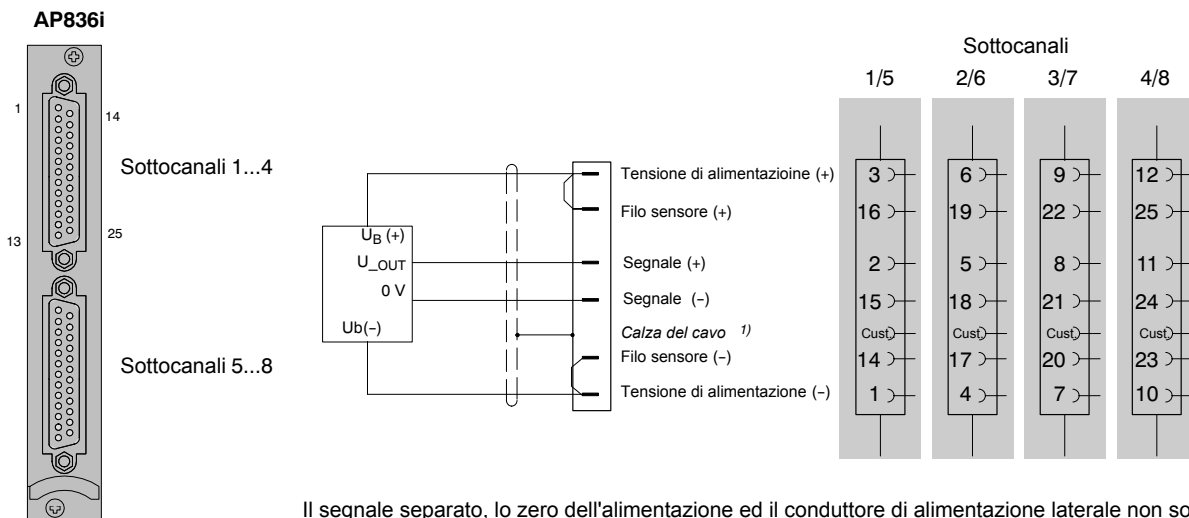 AP836i
1
14
13
25
Sottocanali 1...4
Sottocanali 5...8
UB (+)
U_OUT
0 V
Ub(-)
Tensione di alimentazioine (+)
Filo sensore (+)
Segnale (+)
Segnale (-)
Calza del cavo 1)
Filo sensore (-)
Tensione di alimentazione (-)
Sottocanali
1/5 2/6 3/7 4/8
3 6 9 12
16 19 22 25
2 5 8 11
15 18 21 24
Cust. Cust. Cust. Cust.
14 17 20 23
1 4 7 10
Il segnale separato, lo zero dell'alimentazione ed il conduttore di alimentazione laterale non so